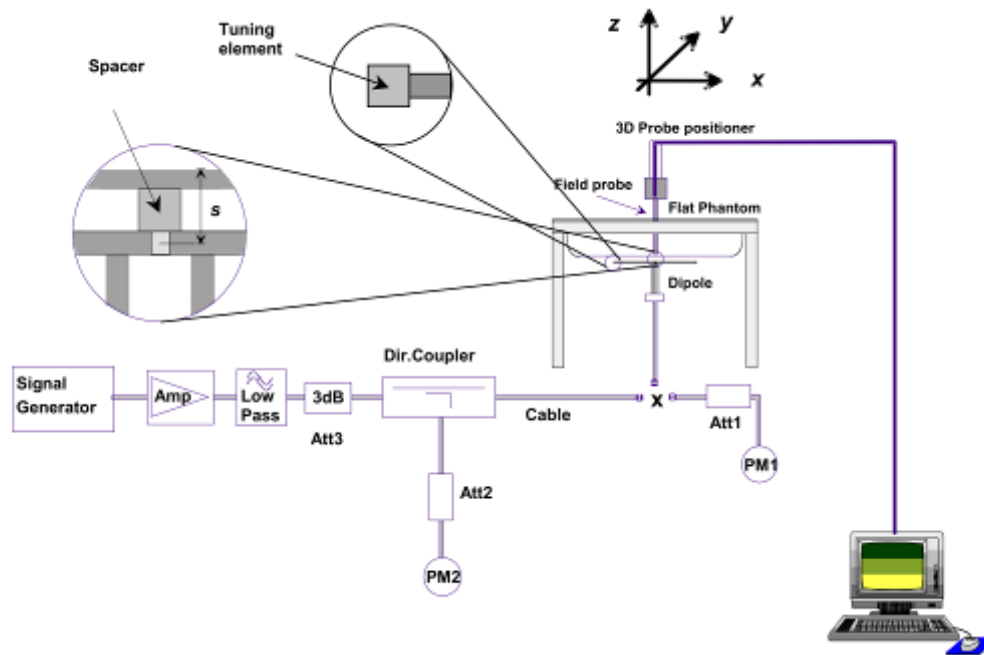 Tuning
element
z
y
x
Spacer
3D Probe positioner
s
Field probe
Flat Phantom
Dipole
Dir.Coupler
Signal
Generator
Amp
Low
Pass
3dB
Att3
Cable
X
Att1
PM1
Att2
PM2